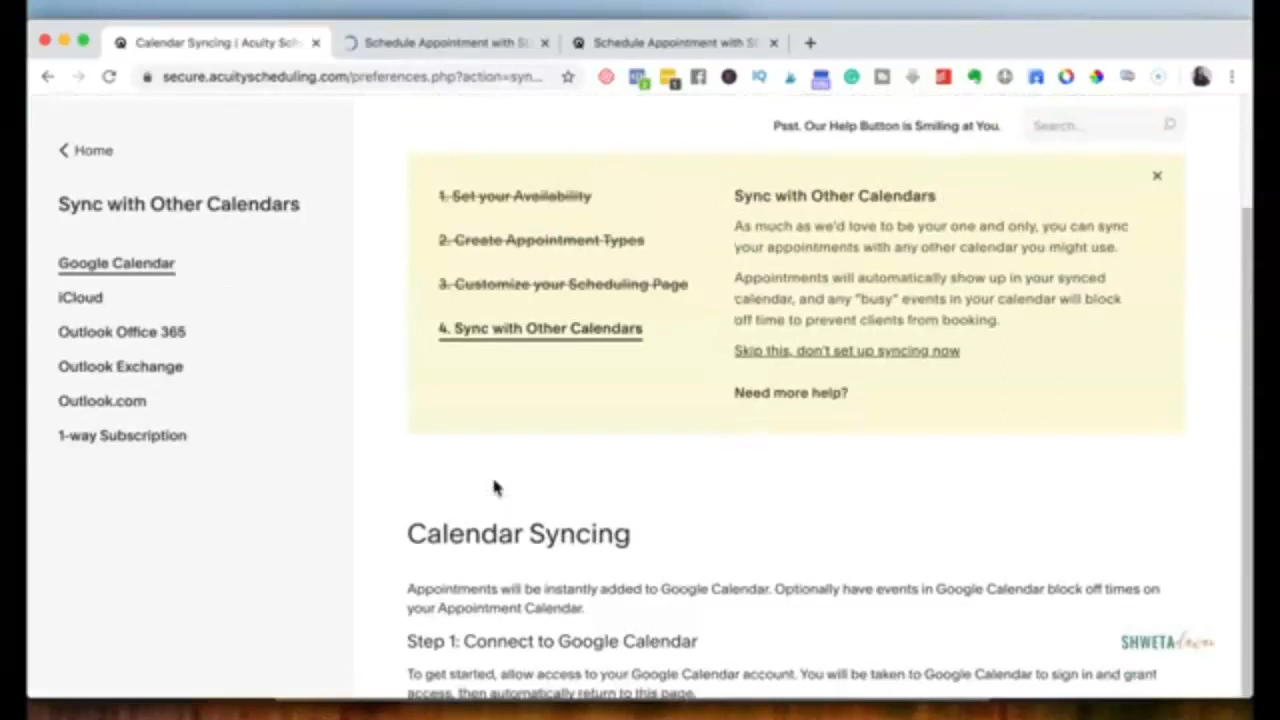 Calendar Syncing | Acuity Sch
Schedule Appointment with S
Schedule Appointment with S
secure.acuityscheduling.com/preferences.php?action=syn...
Psst. Our Help Button is Smiling at You.
Search...
Home
Sync with Other Calendars
Google Calendar
iCloud
Outlook Office 365
Outlook Exchange
Outlook.com
1-way Subscription
1. Set your Availability
2. Create Appointment Types
3. Customize your Scheduling Page
4. Sync with Other Calendars
Sync with Other Calendars
As much as we'd love to be your one and only, you can sync
your appointments with any other calendar you might use.
Appointments will automatically show up in your synced
calendar, and any "busy" events in your calendar will block
off time to prevent clients from booking.
Skip this, don't set up syncing now
Need more help?
Calendar Syncing
Appointments will be instantly added to Google Calendar. Optionally have events in Google Calendar block off times on
your Appointment Calendar.
Step 1: Connect to Google Calendar
SHWETA
To get started, allow access to your Google Calendar account. You will be taken to Google Calendar to sign in and grant
access, then automatically return to this page.